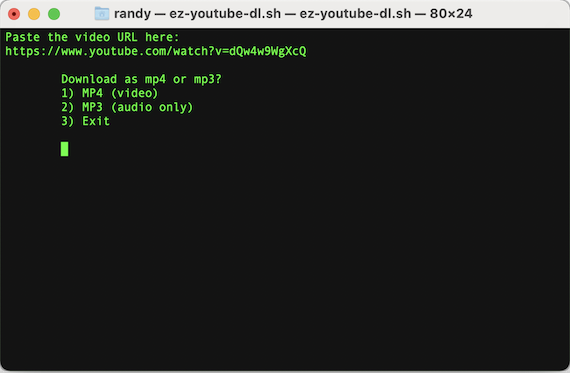 randy — ez-youtube-dl.sh — ez-youtube-dl.sh — 80×24
Paste the video URL here:
https://www.youtube.com/watch?v=dQw4w9WgXcQ
Download as mp4 or mp3?
1) MP4 (video)
2) MP3 (audio only)
3) Exit